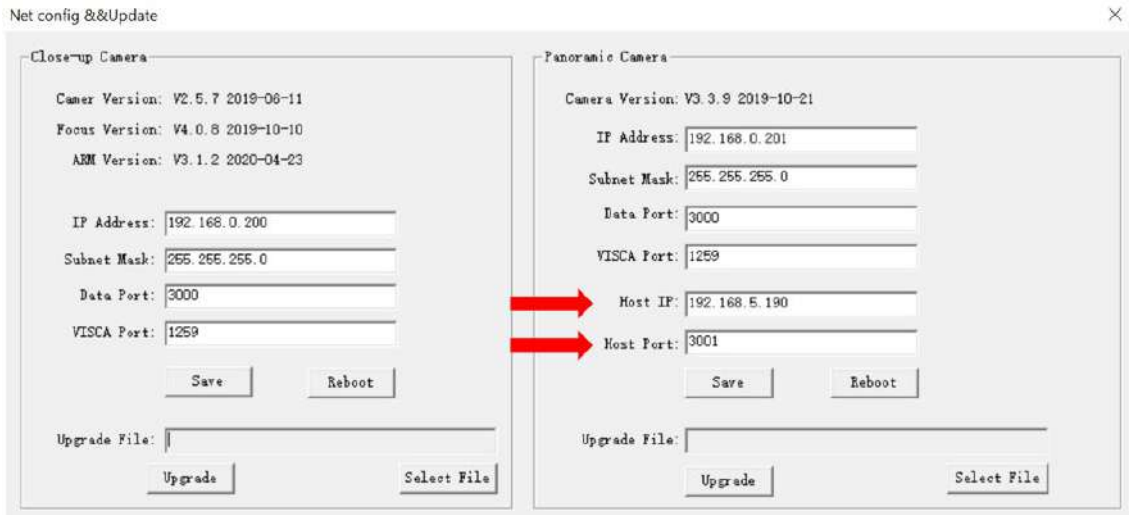 Net config &&Update
Close-up Camera
Camer Version: V2.5.7 2019-06-11
Focus Version: V4.0.8 2019-10-10
ARM Version: V3.1.2 2020-04-23
IP Address: 192.168.0.200
Subnet Mask: 255.255.255.0
Data Port: 3000
VISCA Port: 1259
Save Reboot
Upgrade File:
Upgrade Select File
Panoramic Camera
Camera Version: V3.3.9 2019-10-21
IP Address: 192.168.0.201
Subnet Mask: 255.255.255.0
Data Port: 3000
VISCA Port: 1259
Host IP: 192.168.5.190
Host Port: 3001
Save Reboot
Upgrade File:
Upgrade Select File